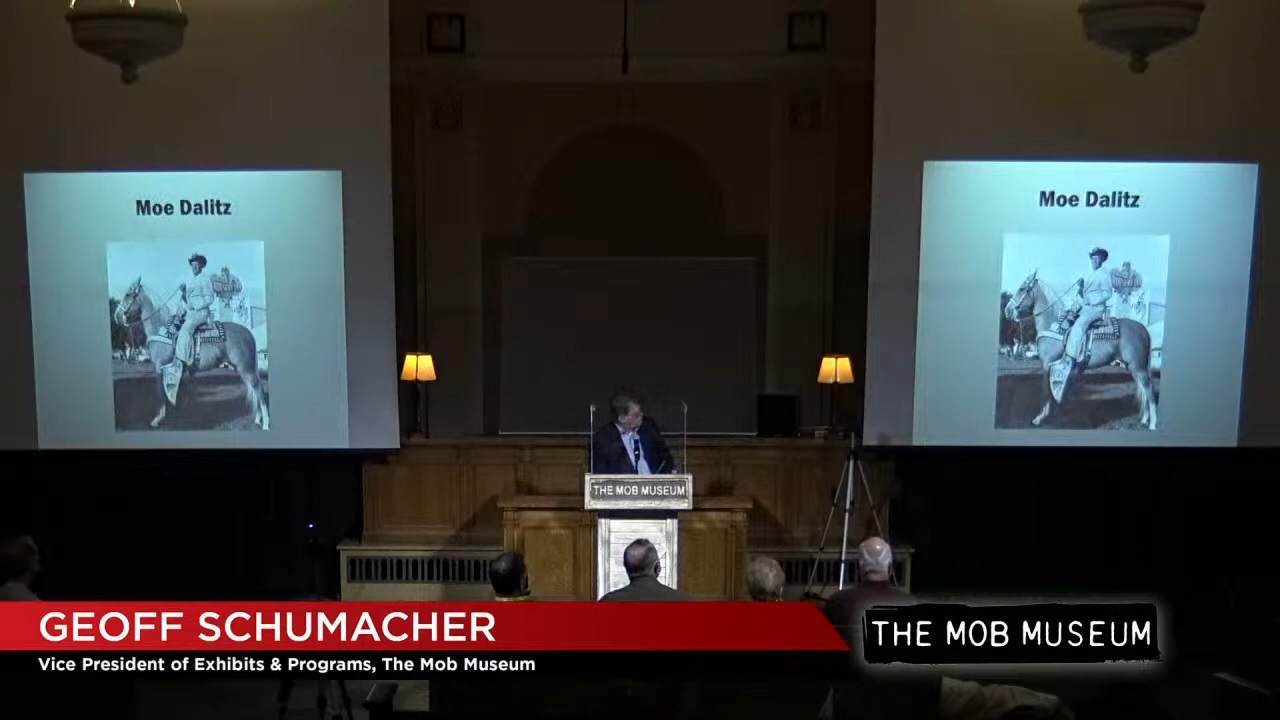 Moe Dalitz
Moe Dalitz
THE MOB MUSEUM
GEOFF SCHUMACHER
Vice President of Exhibits & Programs, The Mob Museum
THE MOB MUSEUM